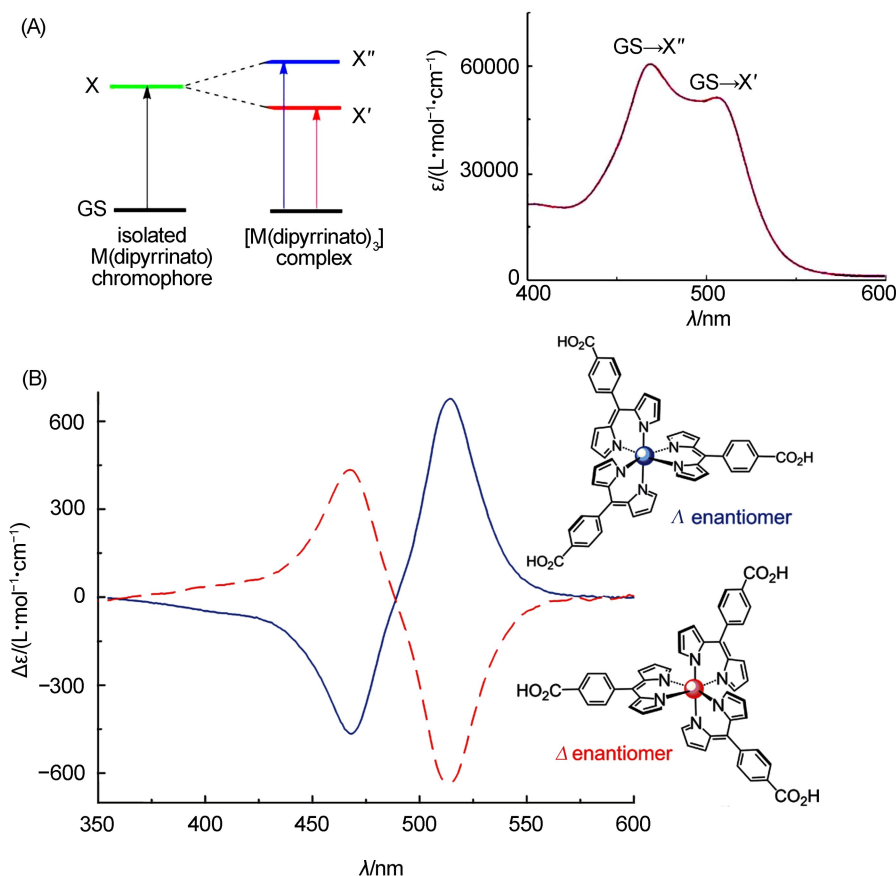 (A)
X
X″
X′
GS
isolated
M(dipyrrinato)
chromophore
[M(dipyrrinato)₃]
complex
GS→X″
GS→X′
60000
30000
0
ε/(L·mol⁻¹·cm⁻¹)
400
500
600
λ/nm
(B)
600
300
0
−300
−600
Δε/(L·mol⁻¹·cm⁻¹)
350
400
450
500
550
600
λ/nm
HO₂C
N
N
N
N
N
N
CO₂H
HO₂C
Λ enantiomer
CO₂H
HO₂C
N
N
N
N
N
N
CO₂H
Δ enantiomer